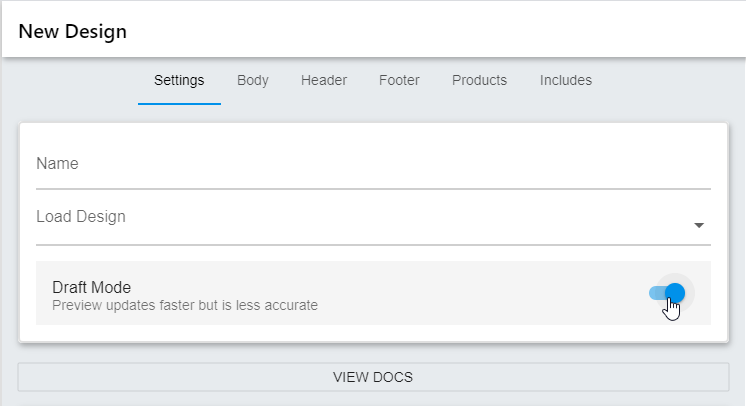 New Design
Settings Body Header Footer Products Includes
Name
Load Design
Draft Mode
Preview updates faster but is less accurate
VIEW DOCS